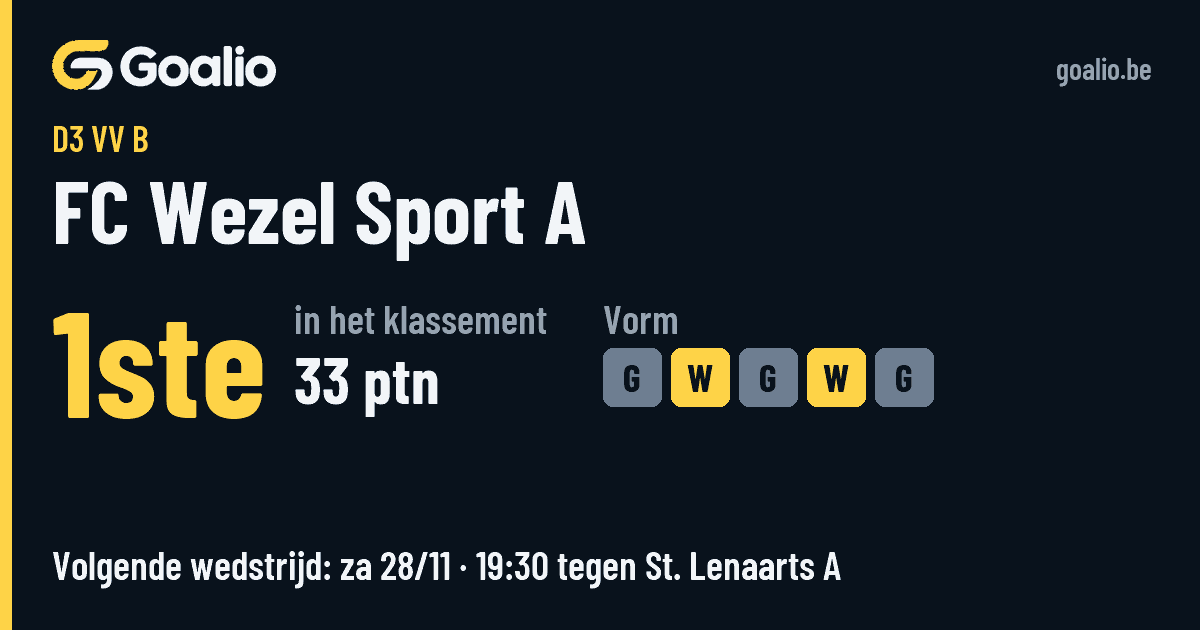 Goalio
goalio.be
D3 VV B
FC Wezel Sport A
1ste
in het klassement
33 ptn
Vorm
G W G W G
Volgende wedstrijd: za 28/11 · 19:30 tegen St. Lenaarts A